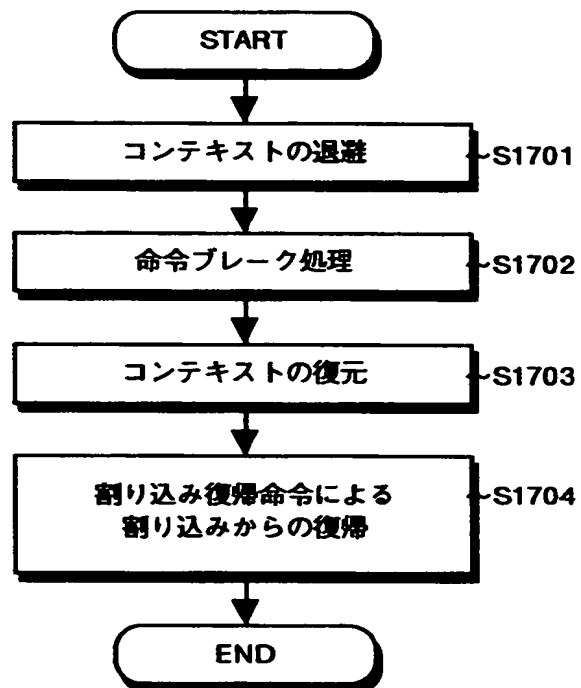 START
コンテキストの退避
S1701
命令ブレーク処理
S1702
コンテキストの復元
S1703
割り込み復帰命令による
割り込みからの復帰
S1704
END